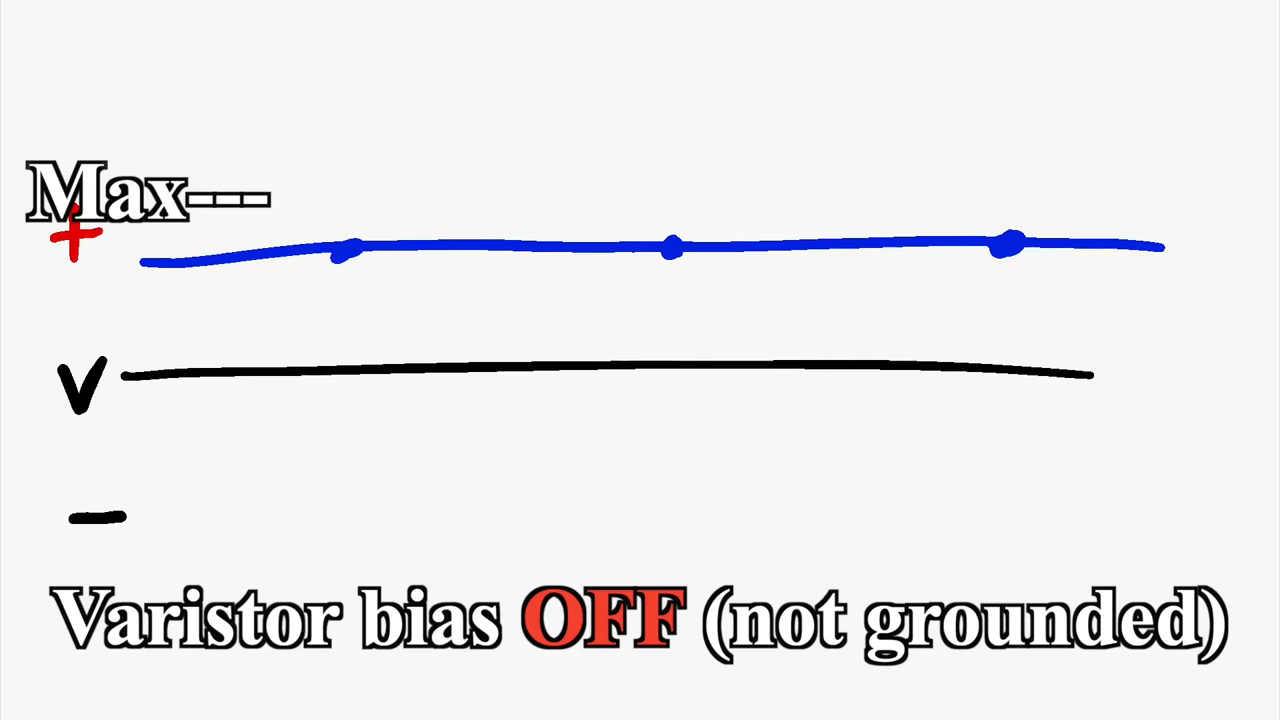 Max---
+
V
-
Varistor bias OFF (not grounded)